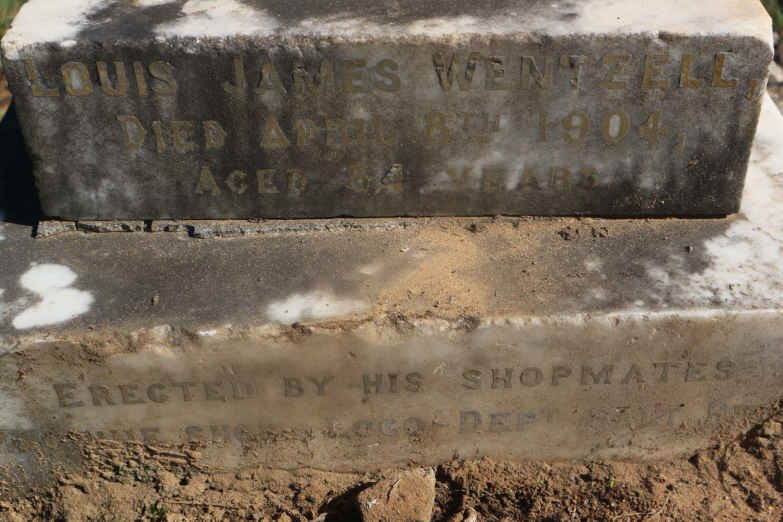 LOUIS JAMES WENTZELL,
DIED APRIL 8TH 1904,
AGED 64 YEARS
ERECTED BY HIS SHOPMATES
LOCO-DEPT